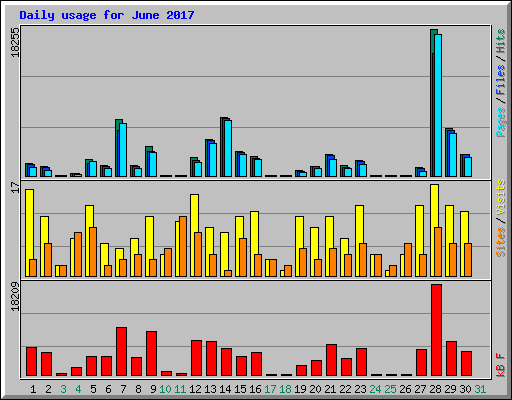 Daily usage for June 2017
18255
Pages / Files / Hits
17
Sites / Visits
18209
kB F
1 2 3 4 5 6 7 8 9 10 11 12 13 14 15 16 17 18 19 20 21 22 23 24 25 26 27 28 29 30 31